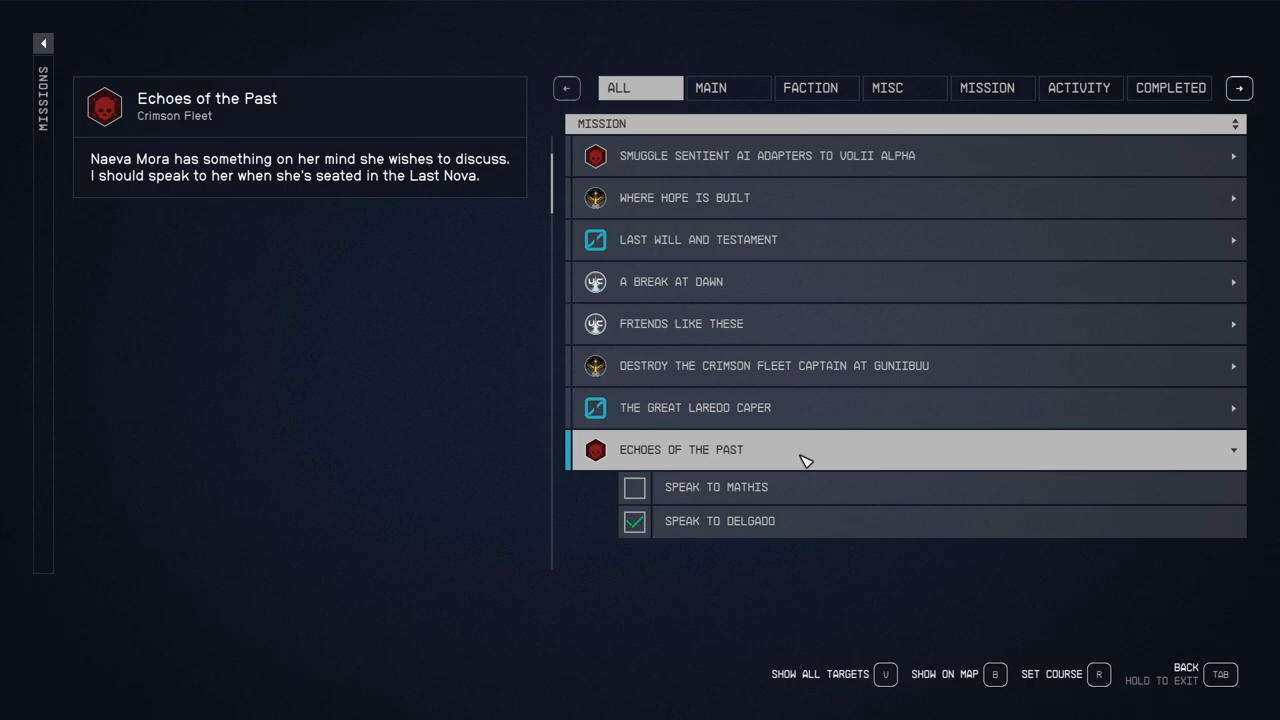 MISSIONS
Echoes of the Past
Crimson Fleet
Naeva Mora has something on her mind she wishes to discuss.
I should speak to her when she's seated in the Last Nova.
ALL
MAIN
FACTION
MISC
MISSION
ACTIVITY
COMPLETED
MISSION
SMUGGLE SENTIENT AI ADAPTERS TO VOLII ALPHA
WHERE HOPE IS BUILT
LAST WILL AND TESTAMENT
UC
A BREAK AT DAWN
UC
FRIENDS LIKE THESE
DESTROY THE CRIMSON FLEET CAPTAIN AT GUNIIBUU
THE GREAT LAREDO CAPER
ECHOES OF THE PAST
SPEAK TO MATHIS
SPEAK TO DELGADO
SHOW ALL TARGETS V
SHOW ON MAP B
SET COURSE R
BACK
HOLD TO EXIT TAB